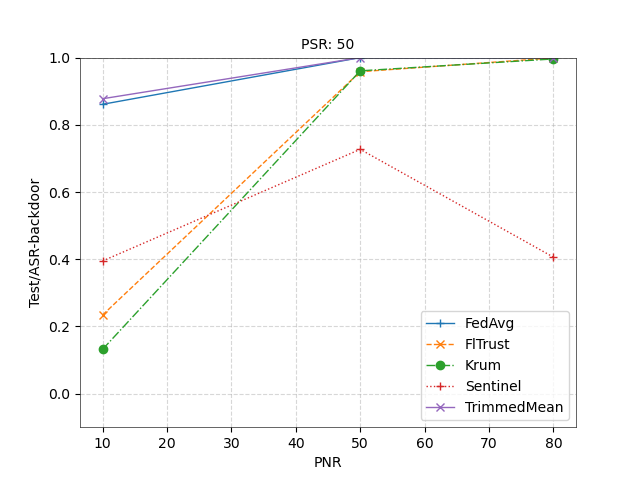 PSR: 50
Test/ASR-backdoor
1.0
0.8
0.6
0.4
0.2
0.0
10
20
30
40
50
60
70
80
PNR
FedAvg
FlTrust
Krum
Sentinel
TrimmedMean